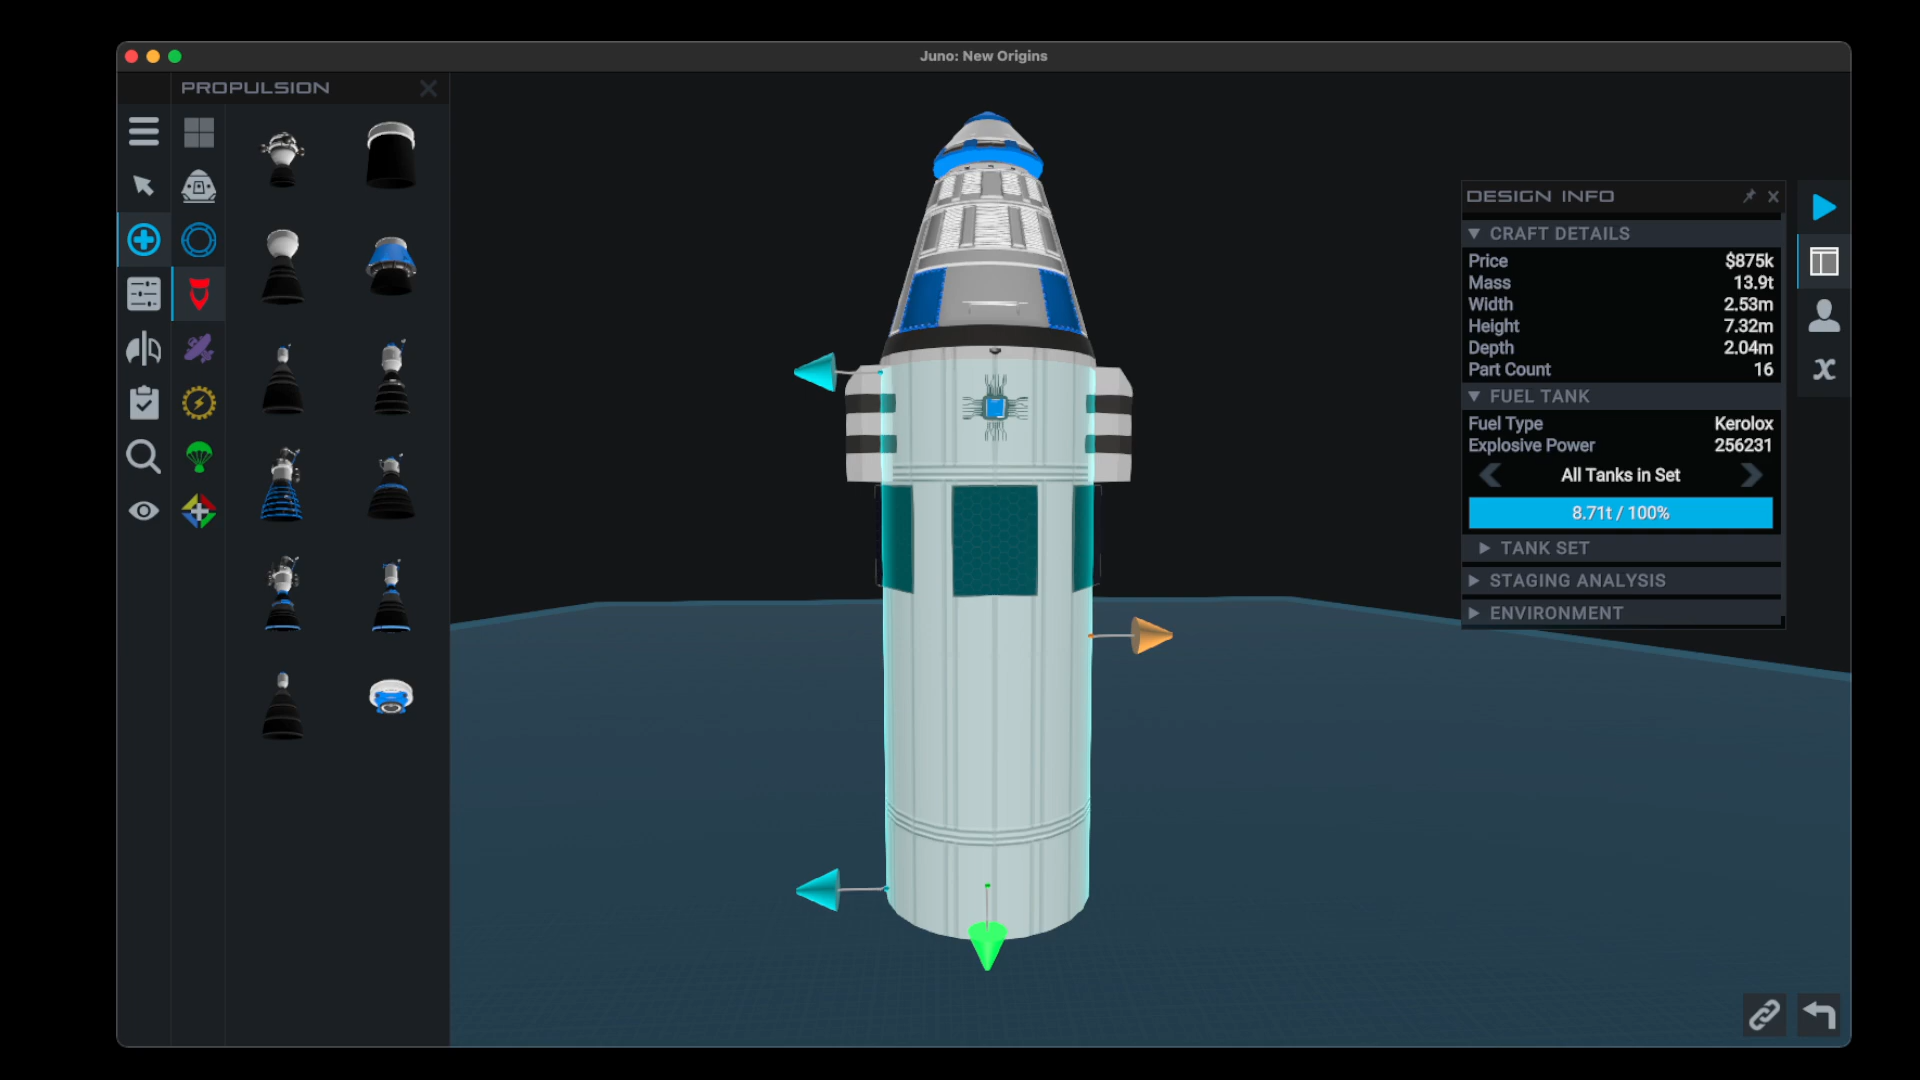 Juno: New Origins
PROPULSION
DESIGN INFO
CRAFT DETAILS
Price $875k
Mass 13.9t
Width 2.53m
Height 7.32m
Depth 2.04m
Part Count 16
FUEL TANK
Fuel Type Kerolox
Explosive Power 256231
All Tanks in Set
8.71t / 100%
TANK SET
STAGING ANALYSIS
ENVIRONMENT